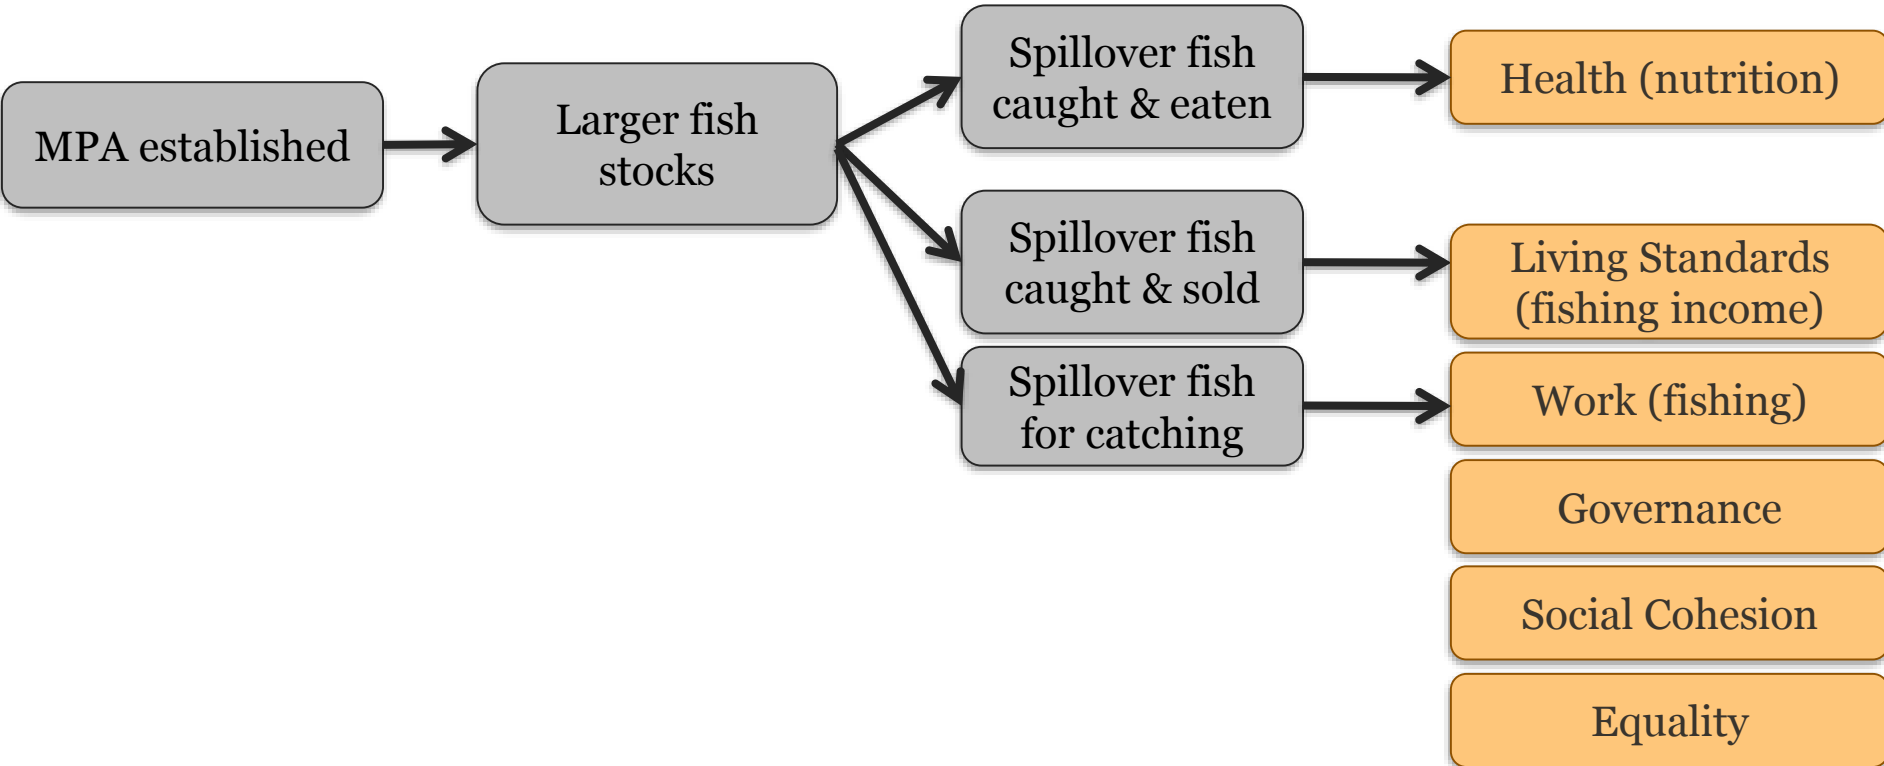 MPA established
Larger fish
stocks
Spillover fish
caught & eaten
Health (nutrition)
Spillover fish
caught & sold
Living Standards
(fishing income)
Spillover fish
for catching
Work (fishing)
Governance
Social Cohesion
Equality